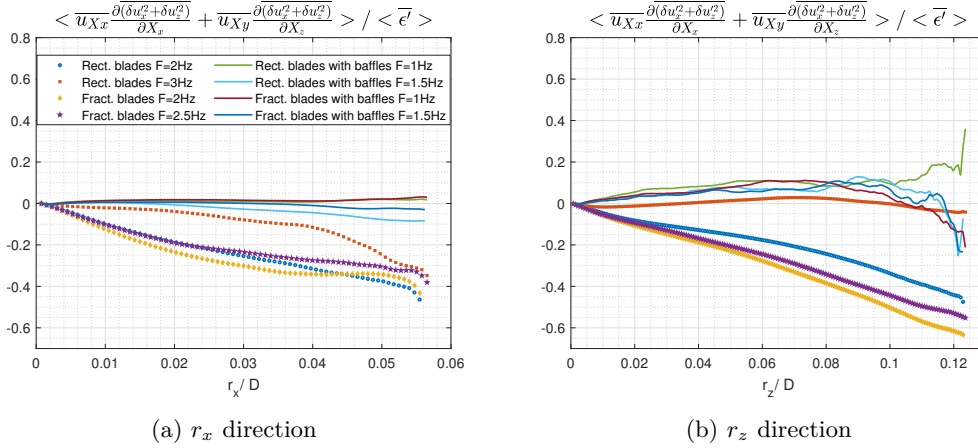 < \overline{u_{Xx}} \frac{\partial \overline{(\delta u_x'^2 + \delta u_z'^2)}}{\partial X_x} + \overline{u_{Xy}} \frac{\partial \overline{(\delta u_x'^2 + \delta u_z'^2)}}{\partial X_z} > / < \overline{\epsilon'} >
0.8
0.6
0.4
0.2
0
-0.2
-0.4
-0.6
Rect. blades F=2Hz
Rect. blades F=3Hz
Fract. blades F=2Hz
Fract. blades F=2.5Hz
Rect. blades with baffles F=1Hz
Rect. blades with baffles F=1.5Hz
Fract. blades with baffles F=1Hz
Fract. blades with baffles F=1.5Hz
0 0.01 0.02 0.03 0.04 0.05 0.06
r_x/ D
(a) r_x direction
< \overline{u_{Xx}} \frac{\partial \overline{(\delta u_x'^2 + \delta u_z'^2)}}{\partial X_x} + \overline{u_{Xy}} \frac{\partial \overline{(\delta u_x'^2 + \delta u_z'^2)}}{\partial X_z} > / < \overline{\epsilon'} >
0.8
0.6
0.4
0.2
0
-0.2
-0.4
-0.6
0 0.02 0.04 0.06 0.08 0.1 0.12
r_z/ D
(b) r_z direction